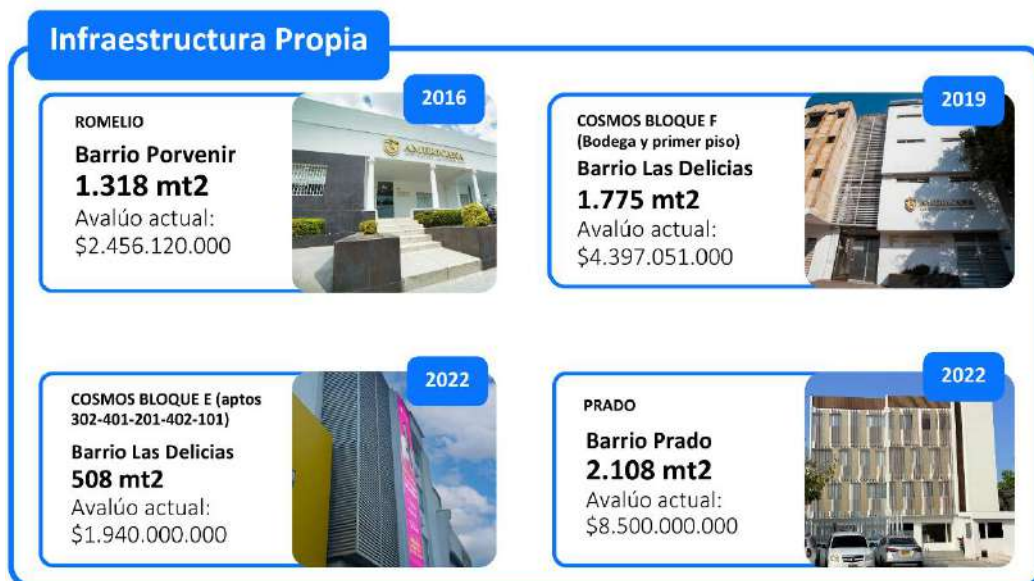 Infraestructura Propia
2016
ROMELIO
Barrio Porvenir
1.318 mt2
Avalúo actual:
$2.456.120.000
AMERICANA
2019
COSMOS BLOQUE F
(Bodega y primer piso)
Barrio Las Delicias
1.775 mt2
Avalúo actual:
$4.397.051.000
AMERICANA
2022
COSMOS BLOQUE E (aptos
302-401-201-402-101)
Barrio Las Delicias
508 mt2
Avalúo actual:
$1.940.000.000
2022
PRADO
Barrio Prado
2.108 mt2
Avalúo actual:
$8.500.000.000